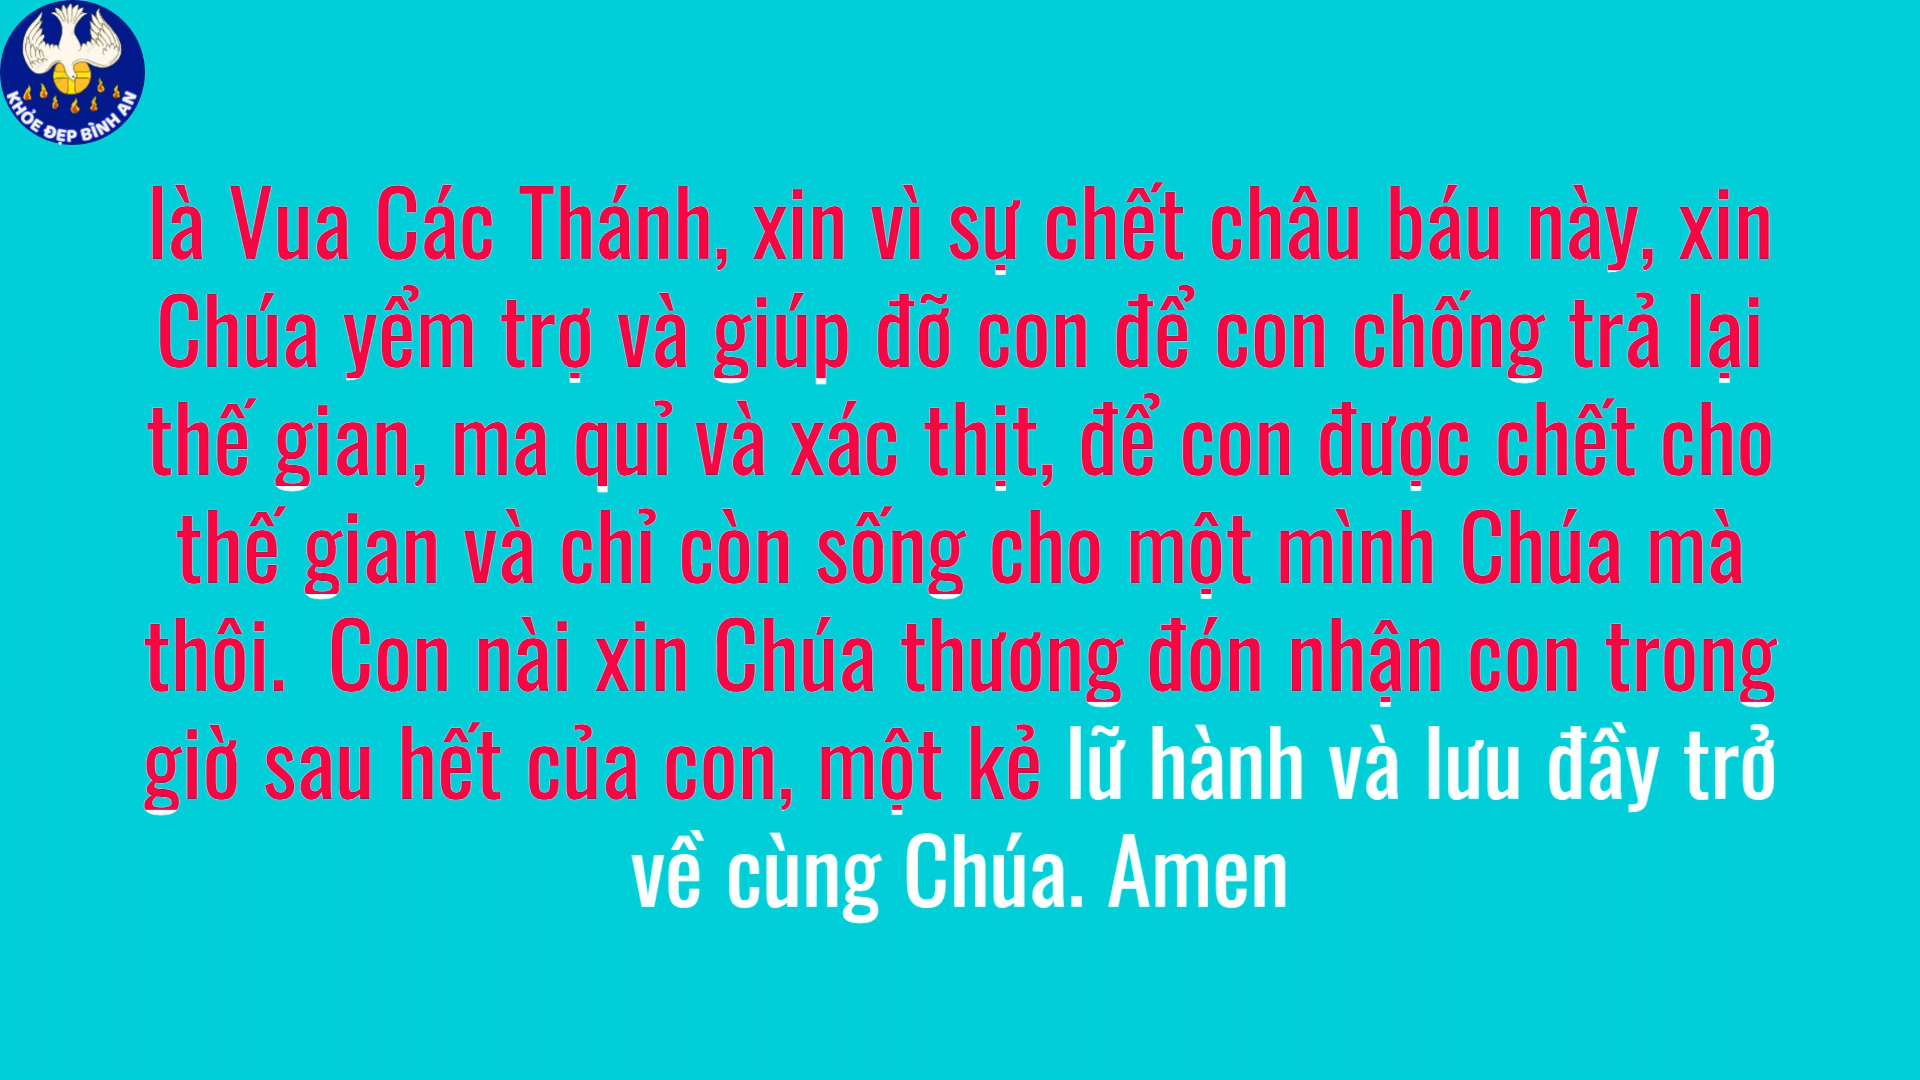 KHỎE ĐẸP BÌNH AN
là Vua Các Thánh, xin vì sự chết châu báu này, xin
Chúa yểm trợ và giúp đỡ con để con chống trả lại
thế gian, ma quỉ và xác thịt, để con được chết cho
thế gian và chỉ còn sống cho một mình Chúa mà
thôi.  Con nài xin Chúa thương đón nhận con trong
giờ sau hết của con, một kẻ lữ hành và lưu đầy trở
về cùng Chúa. Amen